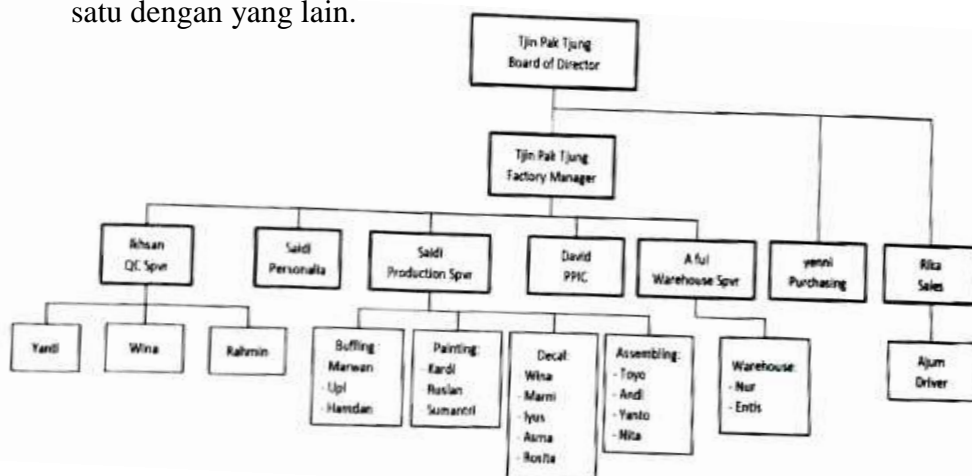 satu dengan yang lain.
Tjin Pak Tjung
Board of Director
Tjin Pak Tjung
Factory Manager
Ikhsan
QC Spvr
Saidi
Personalia
Saidi
Production Spvr
David
PPIC
Aful
Warehouse Spvr
yenni
Purchasing
Rika
Sales
Yanti
Wina
Rahmin
Buffing:
Marwan
- Upi
- Hamdan
Painting:
- Kardi
Ruslan
Sumantri
Decal:
Wina
- Marni
- Iyus
- Asma
- Rosita
Assembling:
- Toyo
- Andi
- Yanto
- Nita
Warehouse:
- Nur
- Entis
Ajum
Driver